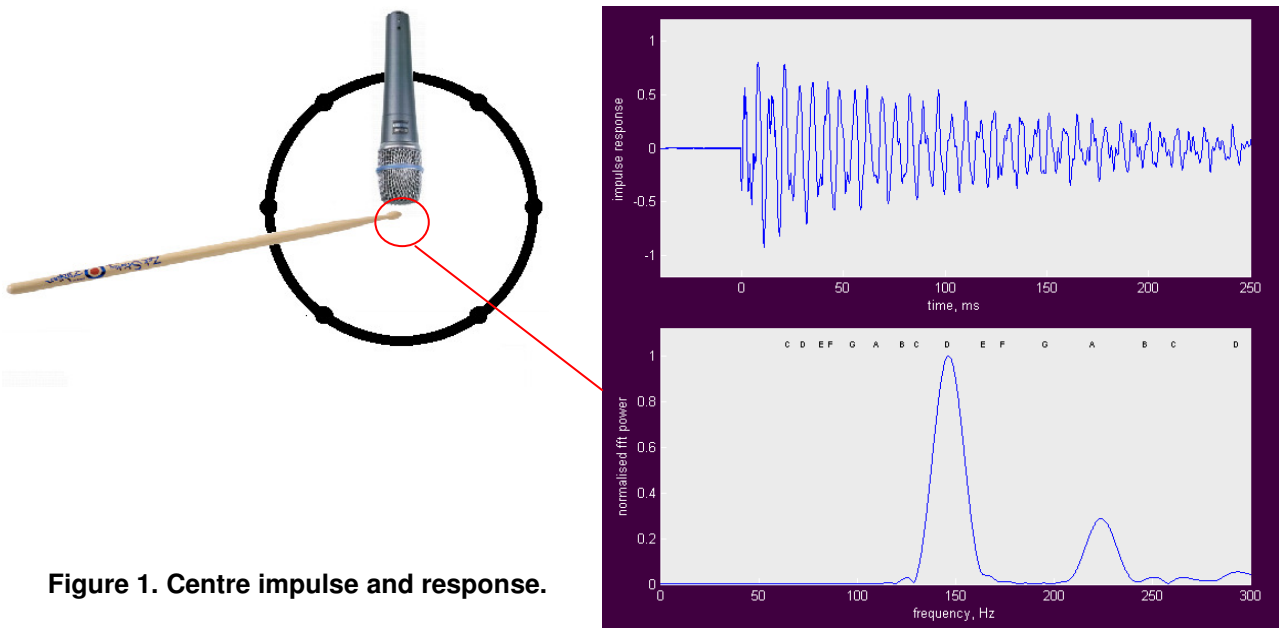 1
0.5
0
-0.5
-1
impulse response
0 50 100 150 200 250
time, ms
C D E F G A B C D E F G A B C D
1
0.8
0.6
0.4
0.2
0
normalised fft power
0 50 100 150 200 250 300
frequency, Hz
Figure 1. Centre impulse and response.